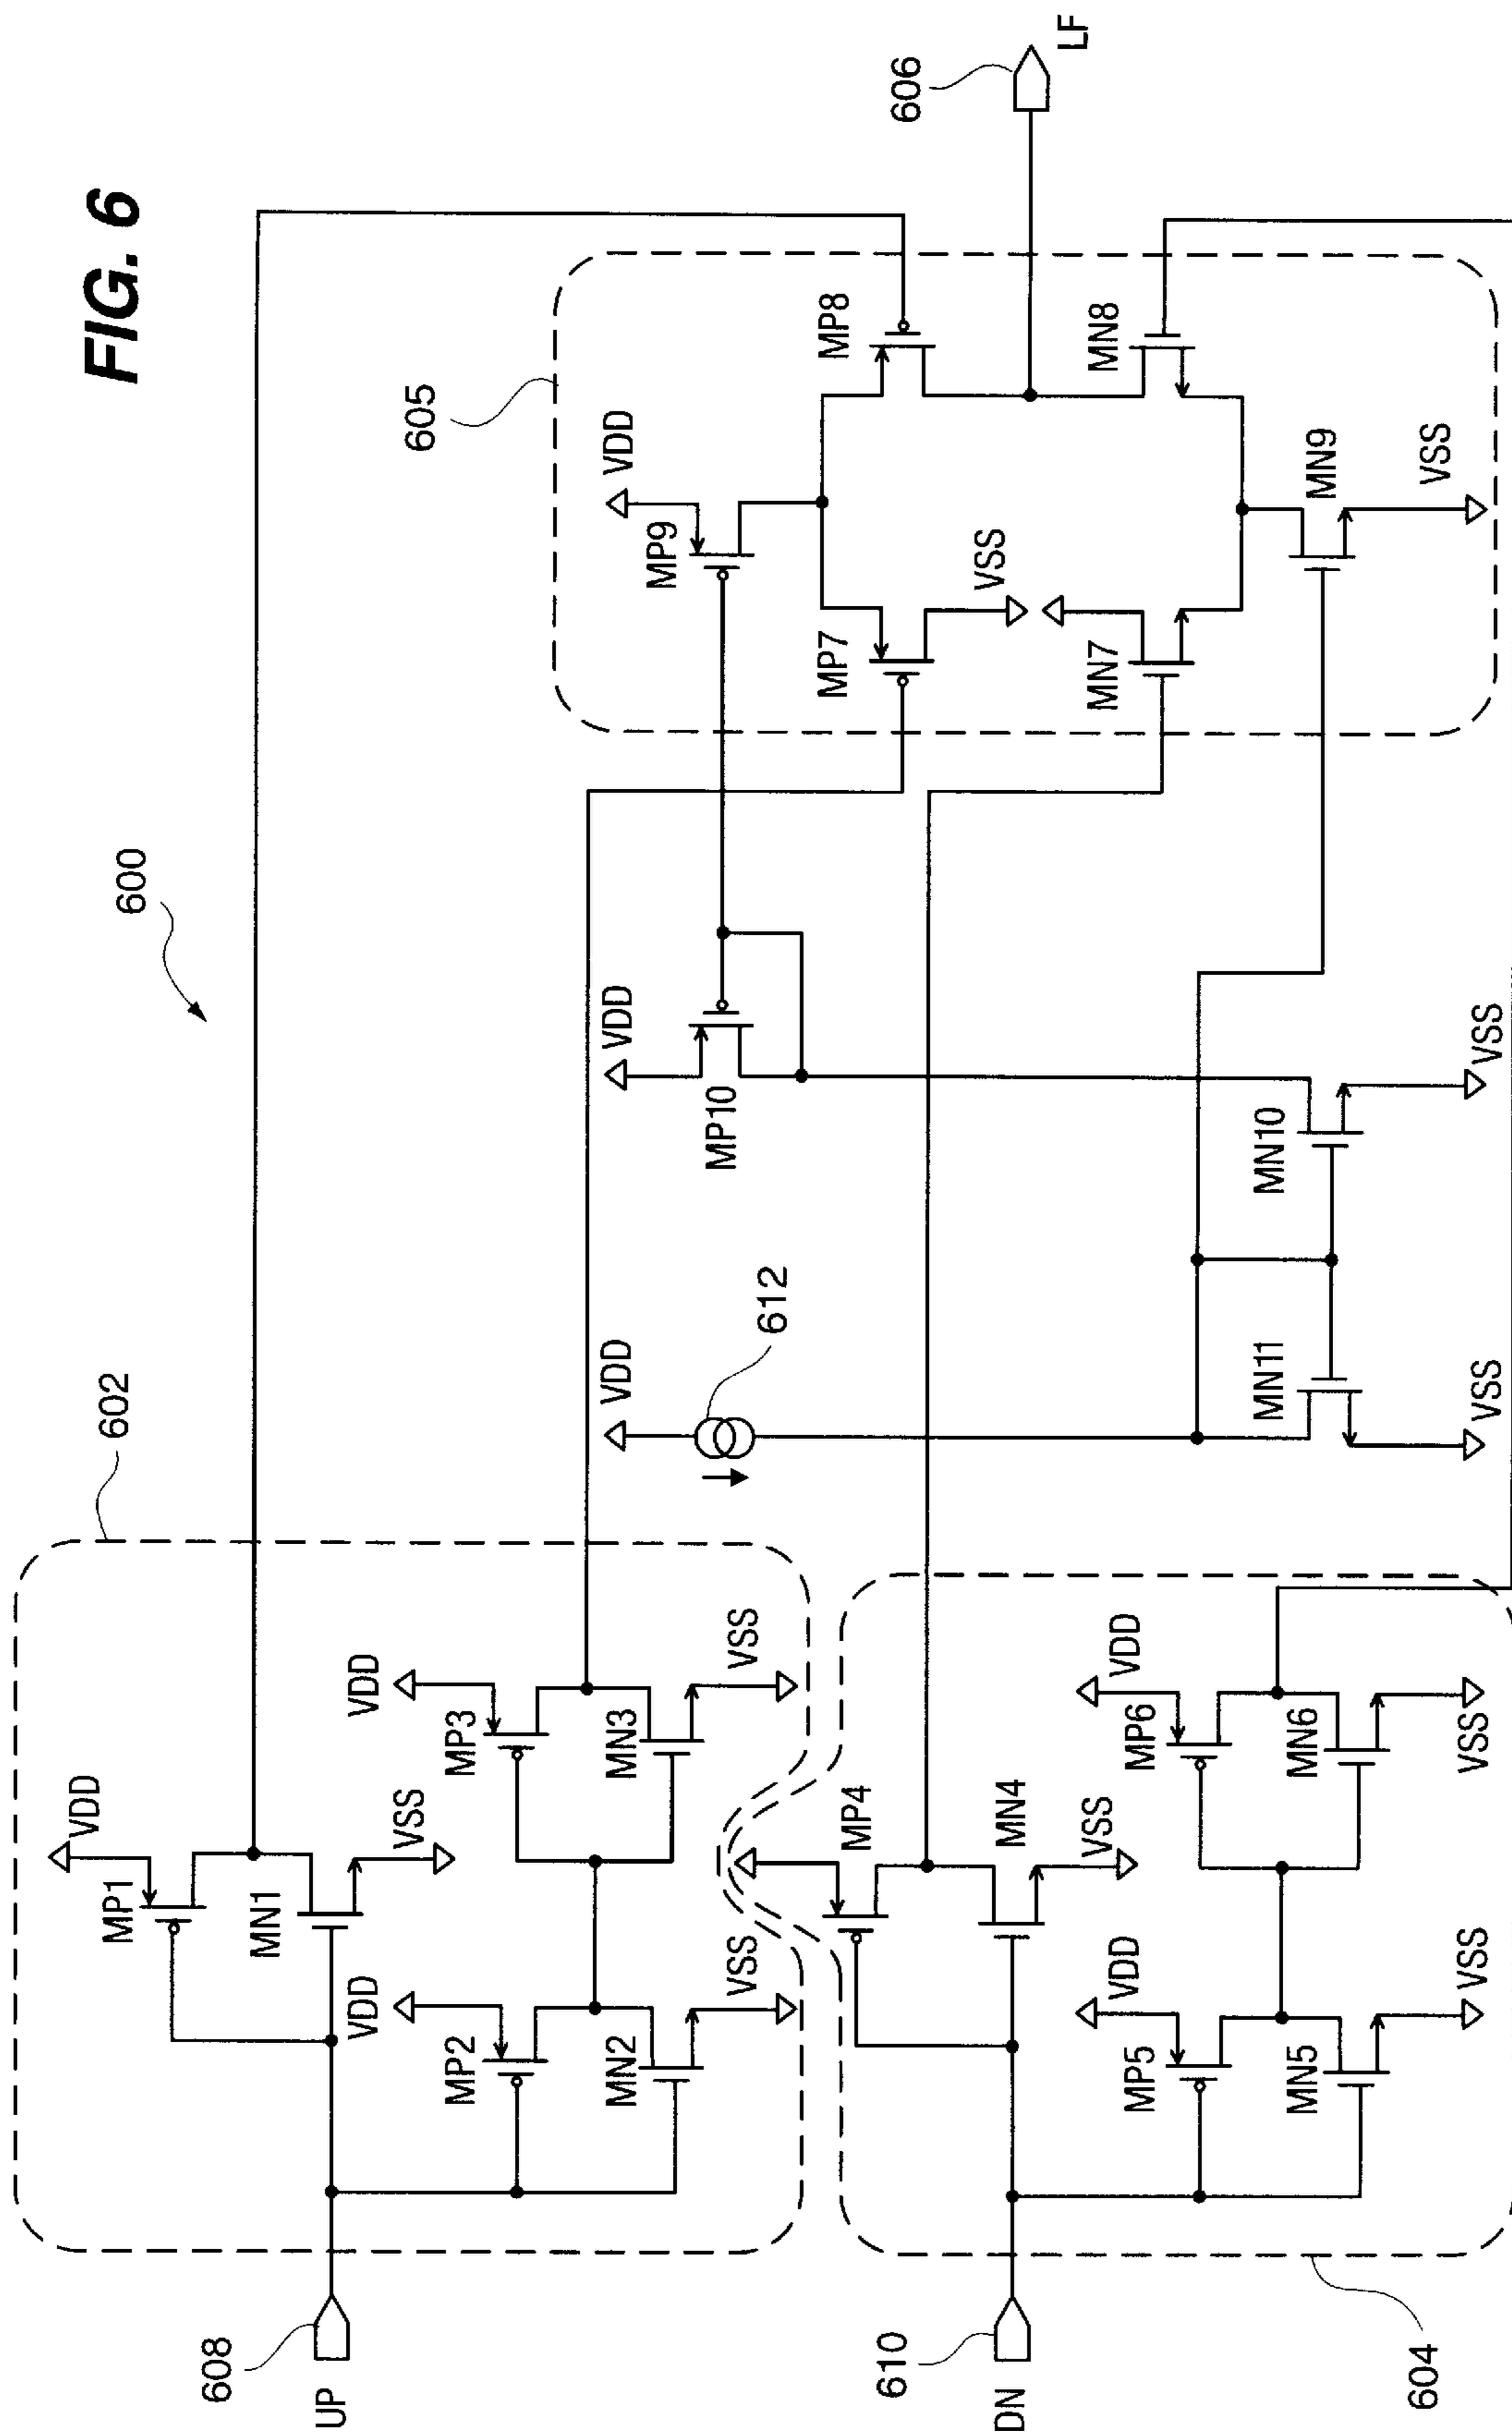 FIG. 6
600
602
605
606
LF
608
UP
610
DN
604
612
VDD
MP1
MN1
VSS
VDD
MP2
MN2
VSS
VDD
MP3
MN3
VSS
MP4
MN4
VSS
VDD
MP5
MN5
VSS
VDD
MP6
MN6
VSS
VDD
MN11
VSS
VDD
MP10
MN10
VSS
VDD
MP9
MP7
VSS
MP8
MN7
MN8
MN9
VSS